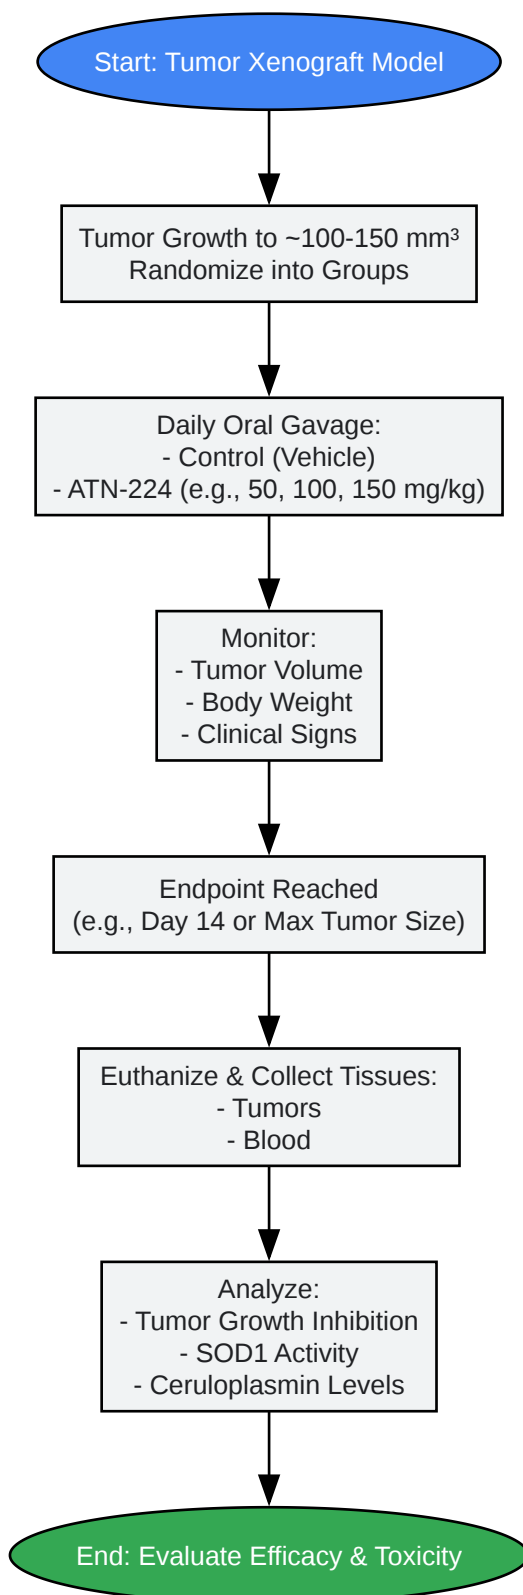 Start: Tumor Xenograft Model
Tumor Growth to ~100-150 mm³
Randomize into Groups
Daily Oral Gavage:
- Control (Vehicle)
- ATN-224 (e.g., 50, 100, 150 mg/kg)
Monitor:
- Tumor Volume
- Body Weight
- Clinical Signs
Endpoint Reached
(e.g., Day 14 or Max Tumor Size)
Euthanize & Collect Tissues:
- Tumors
- Blood
Analyze:
- Tumor Growth Inhibition
- SOD1 Activity
- Ceruloplasmin Levels
End: Evaluate Efficacy & Toxicity